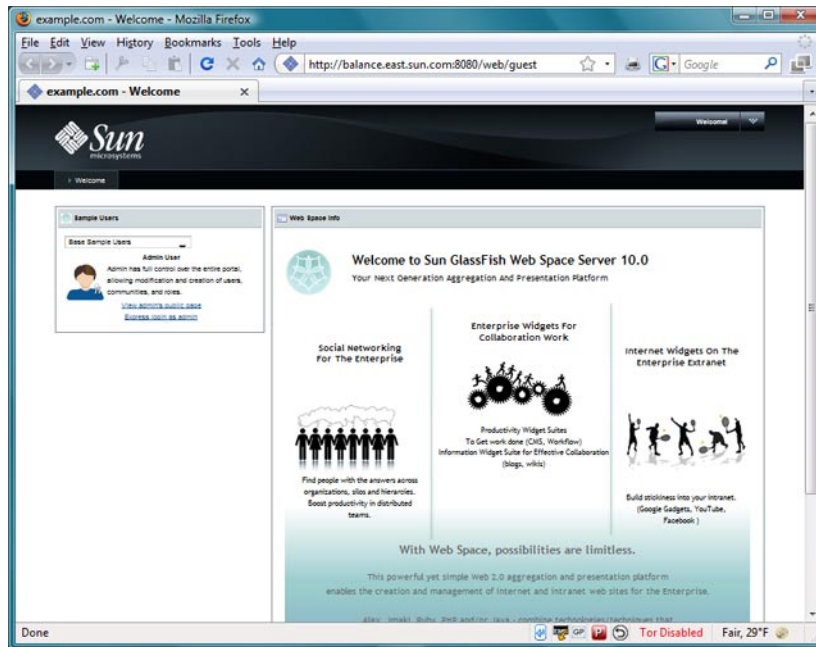 example.com - Welcome - Mozilla Firefox
File Edit View History Bookmarks Tools Help
http://balance.east.sun.com:8080/web/guest
Google
example.com - Welcome
Sun
microsystems
Welcome!
Welcome
Sample Users
Base Sample Users
Admin User
Admin has full control over the entire portal,
allowing modification and creation of users,
communities, and roles.
View admin's public page
Express login as admin
Web Space Info
Welcome to Sun GlassFish Web Space Server 10.0
Your Next Generation Aggregation And Presentation Platform
Social Networking
For The Enterprise
Find people with the answers across
organizations, silos and hierarchies.
Boost productivity in distributed
teams.
Enterprise Widgets For
Collaboration Work
Productivity Widget Suites
To Get work done (CMS, Workflow)
Information Widget Suite for Effective Collaboration
(blogs, wikis)
Internet Widgets On The
Enterprise Extranet
Build stickiness into your intranet.
(Google Gadgets, YouTube,
Facebook )
With Web Space, possibilities are limitless.
This powerful yet simple Web 2.0 aggregation and presentation platform
enables the creation and management of internet and intranet web sites for the Enterprise.
Done
GP
Tor Disabled
Fair, 29°F